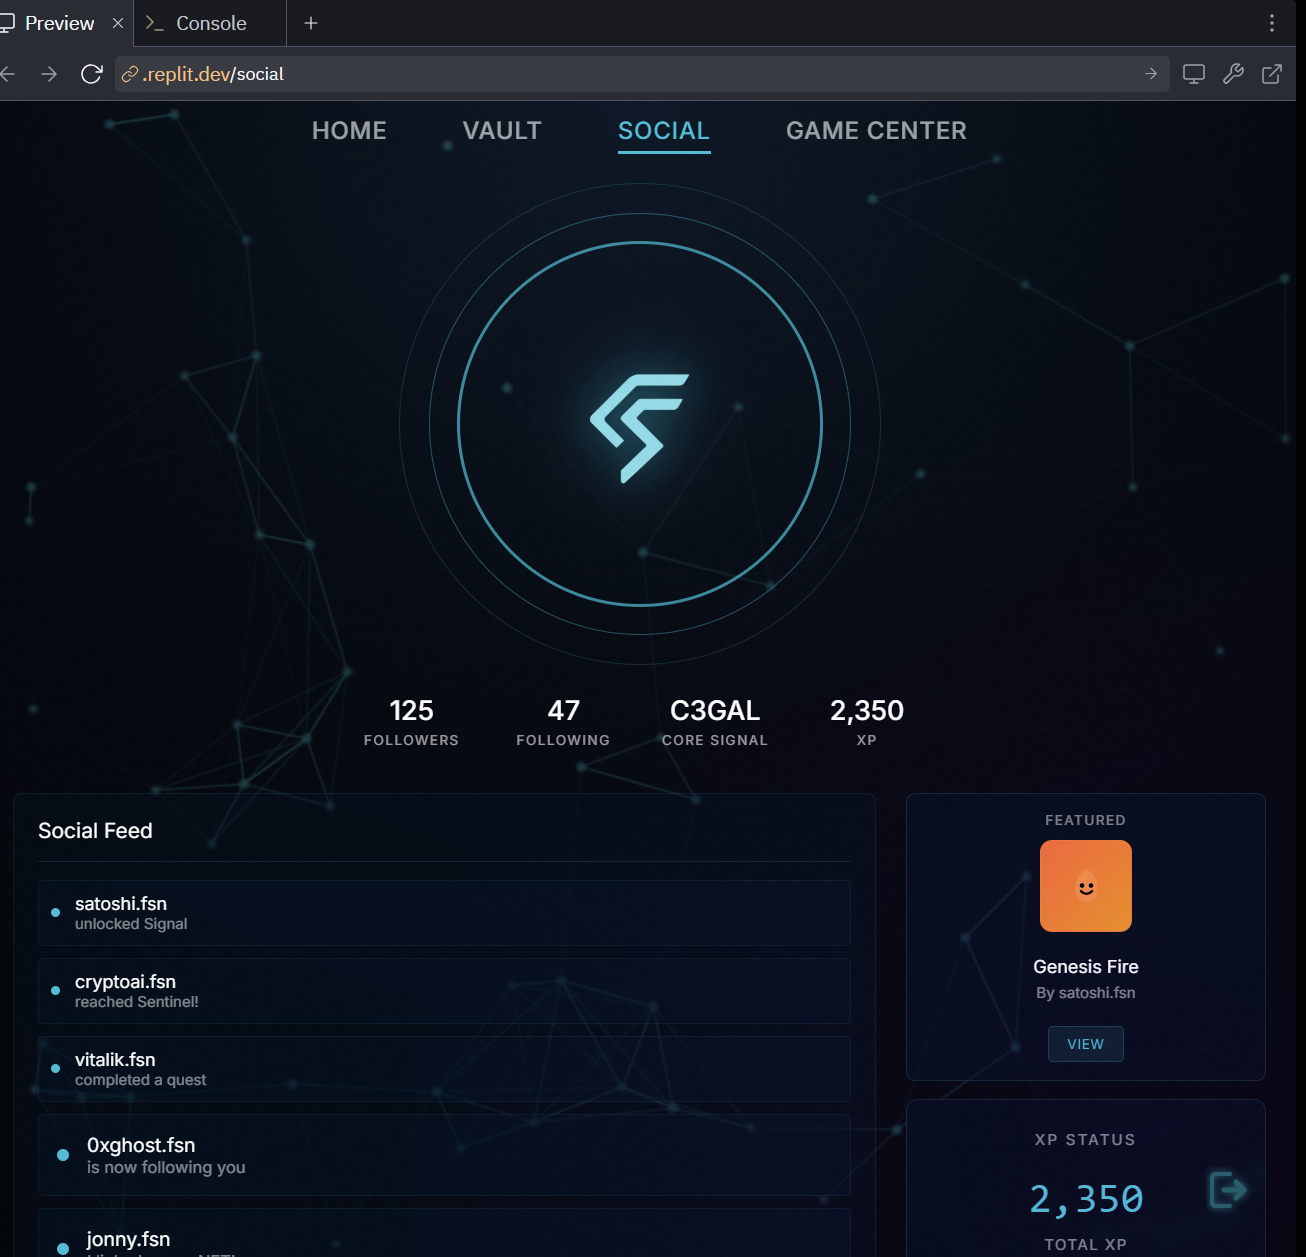 Preview
Console
.replit.dev/social
HOME VAULT SOCIAL GAME CENTER
125 47 C3GAL 2,350
FOLLOWERS FOLLOWING CORE SIGNAL XP
Social Feed
satoshi.fsn
unlocked Signal
cryptoai.fsn
reached Sentinel!
vitalik.fsn
completed a quest
0xghost.fsn
is now following you
jonny.fsn
FEATURED
Genesis Fire
By satoshi.fsn
VIEW
XP STATUS
2,350
TOTAL XP